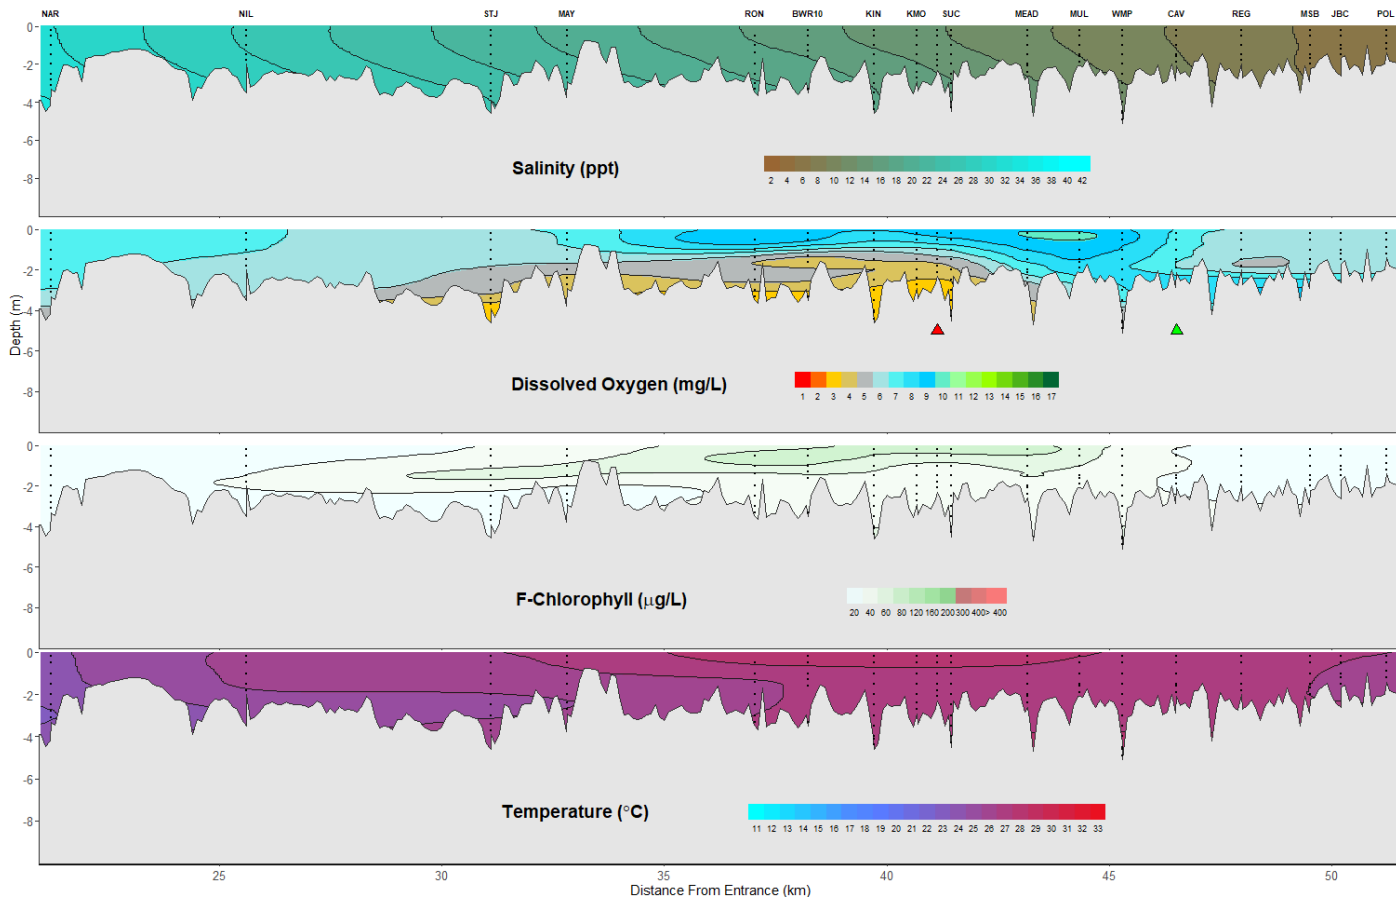 NAR NIL STJ MAY RON BWR10 KIN KMO SUC MEAD MUL WMP CAV REG MSB JBC POL
0
-2
-4
-6
-8
Salinity (ppt)
2 4 6 8 10 12 14 16 18 20 22 24 26 28 30 32 34 36 38 40 42
0
-2
-4
-6
-8
Depth (m)
Dissolved Oxygen (mg/L)
1 2 3 4 5 6 7 8 9 10 11 12 13 14 15 16 17
0
-2
-4
-6
-8
F-Chlorophyll (μg/L)
20 40 60 80 120 160 200 300 400 > 400
0
-2
-4
-6
-8
Temperature (°C)
11 12 13 14 15 16 17 18 19 20 21 22 23 24 25 26 27 28 29 30 31 32 33
25 30 35 40 45 50
Distance From Entrance (km)